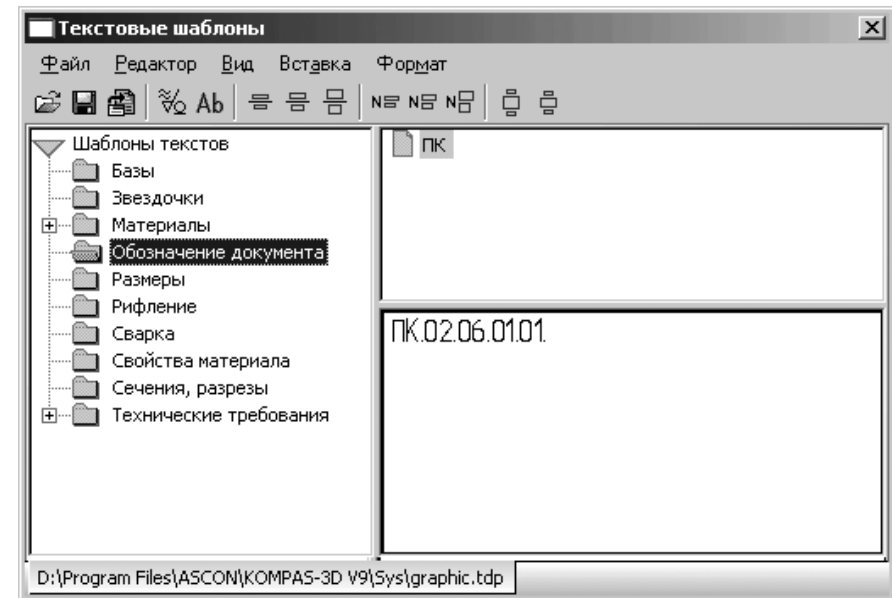 Текстовые шаблоны
Файл Редактор Вид Вставка Формат
Ab N N N
Шаблоны текстов
Базы
Звездочки
Материалы
Обозначение документа
Размеры
Рифление
Сварка
Свойства материала
Сечения, разрезы
Технические требования
ПК
ПК.02.06.01.01.
D:\Program Files\ASCON\KOMPAS-3D V9\Sys\graphic.tdp